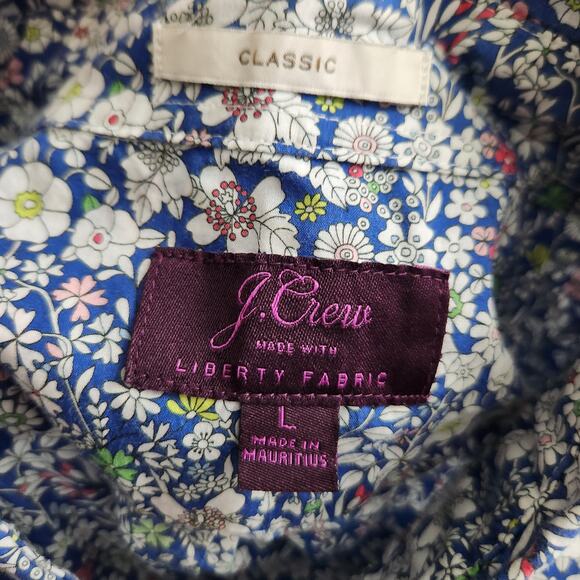 CLASSIC
J.Crew
MADE WITH
LIBERTY FABRIC
L
MADE IN
MAURITIUS